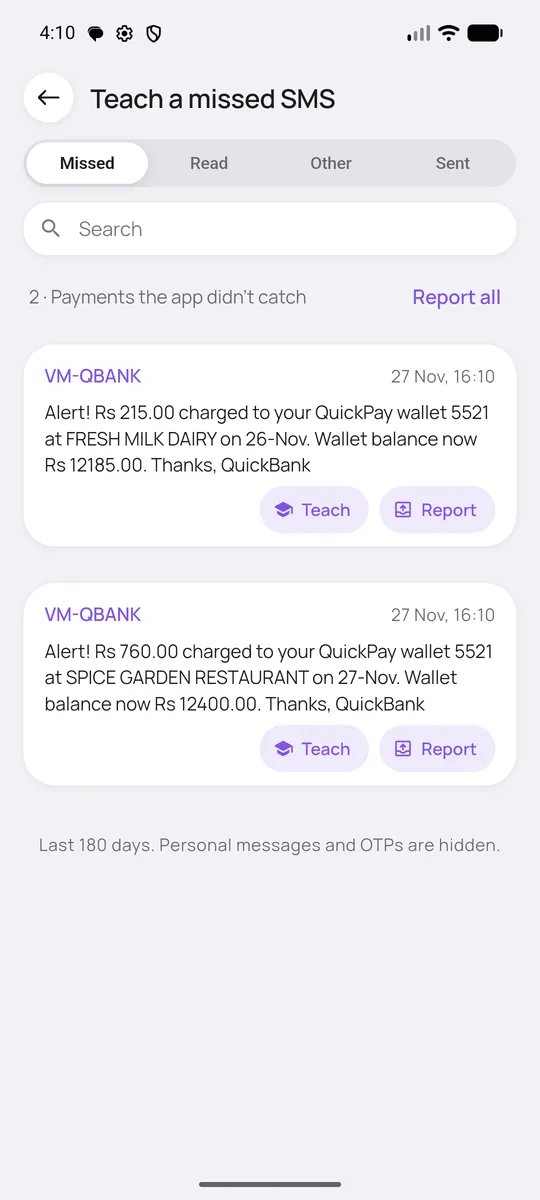 4:10
Teach a missed SMS
Missed
Read
Other
Sent
Search
2 · Payments the app didn't catch
Report all
VM-QBANK
27 Nov, 16:10
Alert! Rs 215.00 charged to your QuickPay wallet 5521
at FRESH MILK DAIRY on 26-Nov. Wallet balance now
Rs 12185.00. Thanks, QuickBank
Teach
Report
VM-QBANK
27 Nov, 16:10
Alert! Rs 760.00 charged to your QuickPay wallet 5521
at SPICE GARDEN RESTAURANT on 27-Nov. Wallet
balance now Rs 12400.00. Thanks, QuickBank
Teach
Report
Last 180 days. Personal messages and OTPs are hidden.